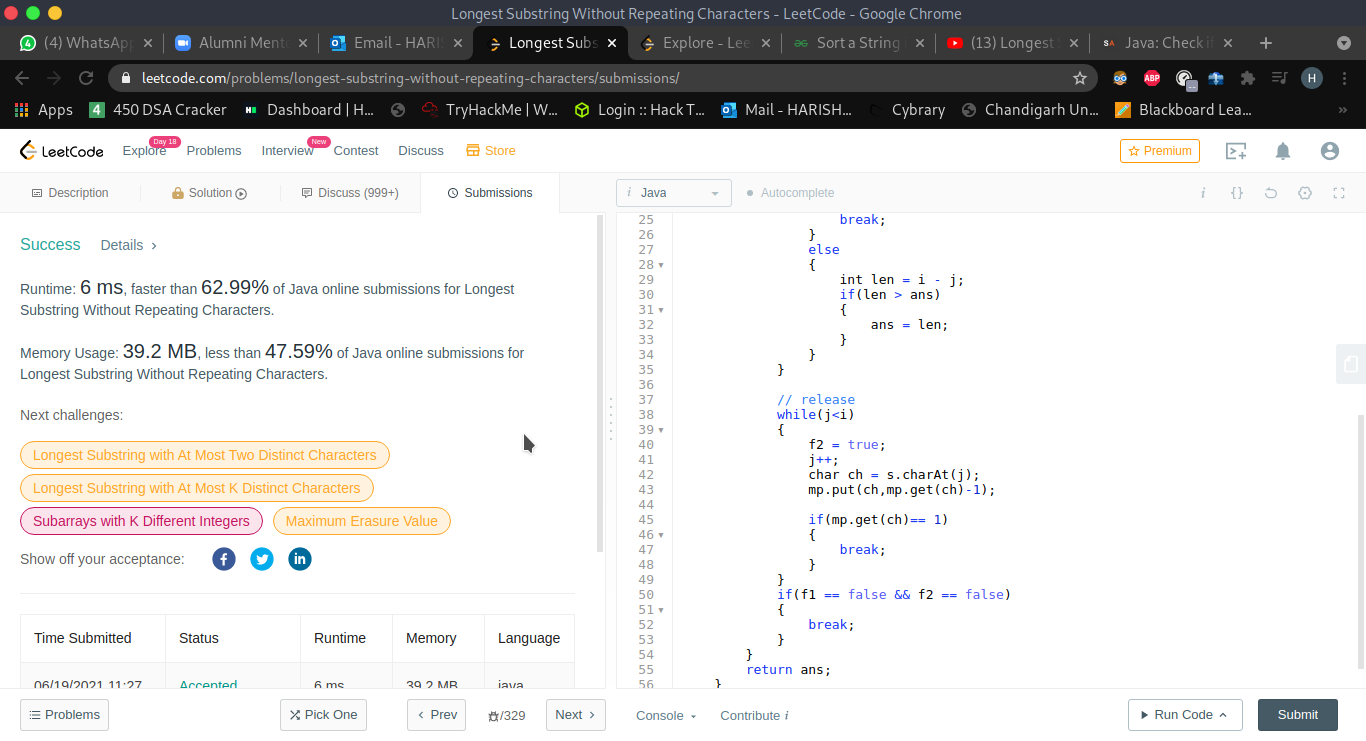 Longest Substring Without Repeating Characters - LeetCode - Google Chrome
(4) WhatsApp Alumni Mento Email - HARIS Longest Subs Explore - Lee Sort a String (13) Longest Java: Check if
leetcode.com/problems/longest-substring-without-repeating-characters/submissions/
Apps 450 DSA Cracker Dashboard | H... TryHackMe | W... Login :: Hack T... Mail - HARISH... Cybrary Chandigarh Un... Blackboard Lea... »
LeetCode Explore Day 18 Problems Interview New Contest Discuss Store Premium
Description Solution Discuss (999+) Submissions i Java Autocomplete
Success Details >
Runtime: 6 ms, faster than 62.99% of Java online submissions for Longest
Substring Without Repeating Characters.
Memory Usage: 39.2 MB, less than 47.59% of Java online submissions for
Longest Substring Without Repeating Characters.
Next challenges:
Longest Substring with At Most Two Distinct Characters
Longest Substring with At Most K Distinct Characters
Subarrays with K Different Integers Maximum Erasure Value
Show off your acceptance:
Time Submitted Status Runtime Memory Language
06/19/2021 11:27 Accepted 6 ms 39.2 MB java
25 break;
26 }
27 else
28 {
29 int len = i - j;
30 if(len > ans)
31 {
32 ans = len;
33 }
34 }
35 }
36
37 // release
38 while(j<i)
39 {
40 f2 = true;
41 j++;
42 char ch = s.charAt(j);
43 mp.put(ch,mp.get(ch)-1);
44
45 if(mp.get(ch)== 1)
46 {
47 break;
48 }
49 }
50 if(f1 == false && f2 == false)
51 {
52 break;
53 }
54 }
55 return ans;
56 }
Problems Pick One < Prev /329 Next > Console Contribute i Run Code Submit